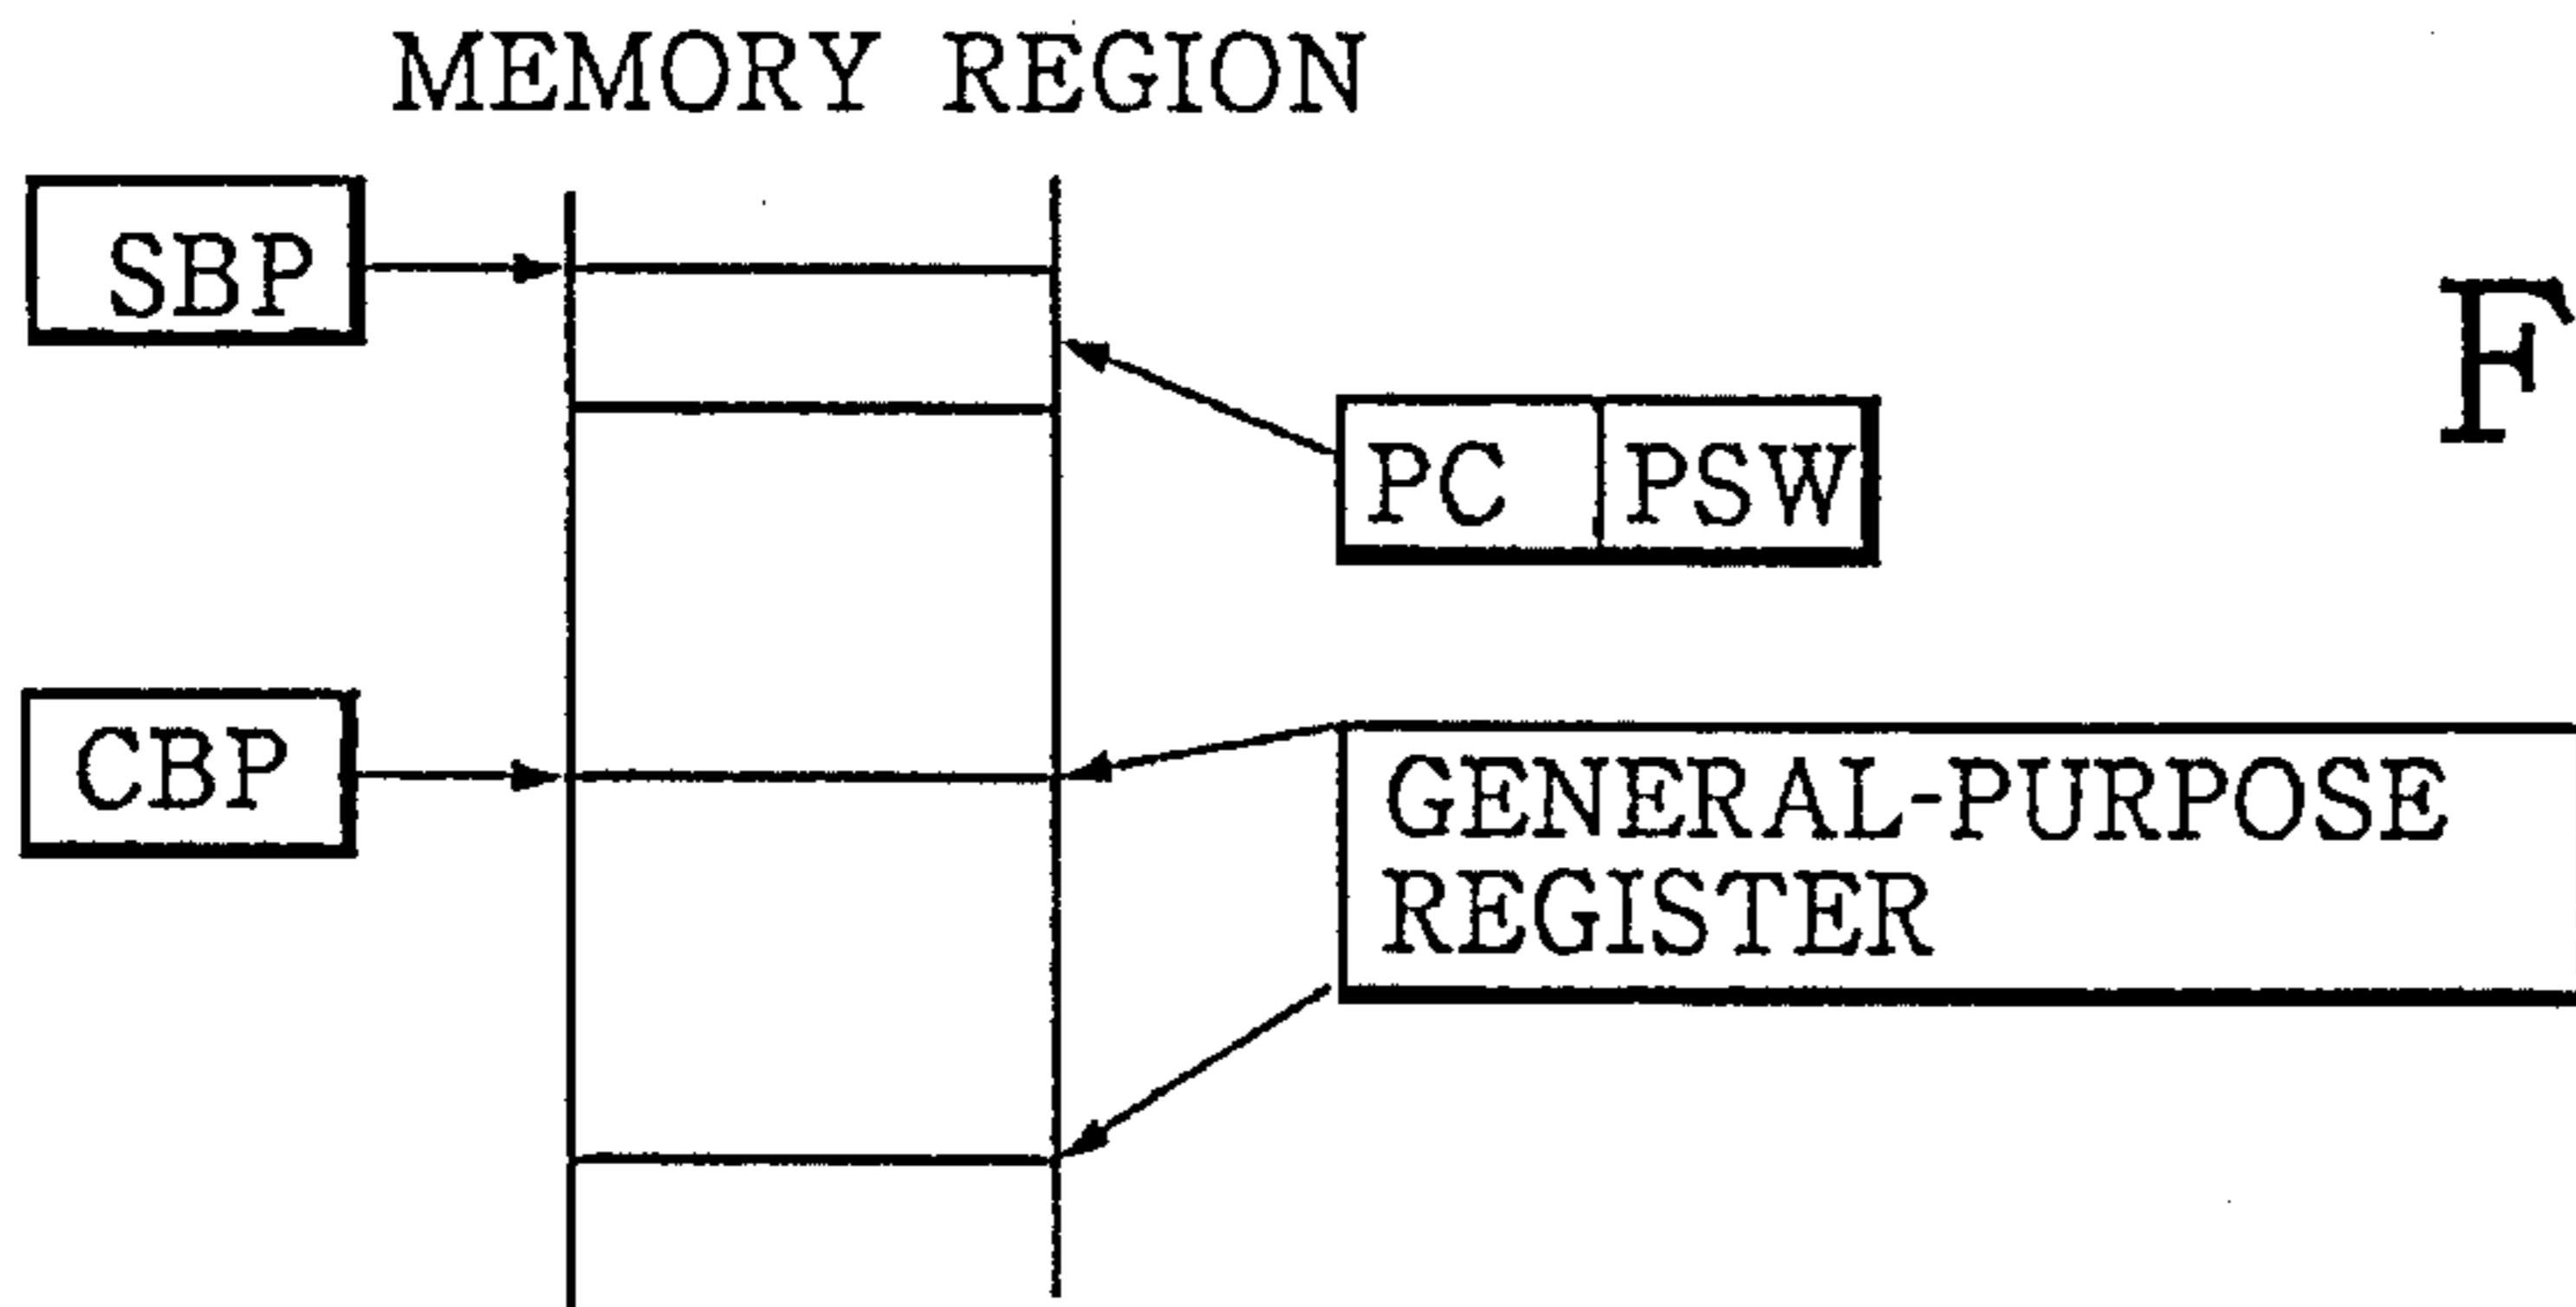 MEMORY REGION
SBP
F
PC PSW
CBP
GENERAL-PURPOSE
REGISTER